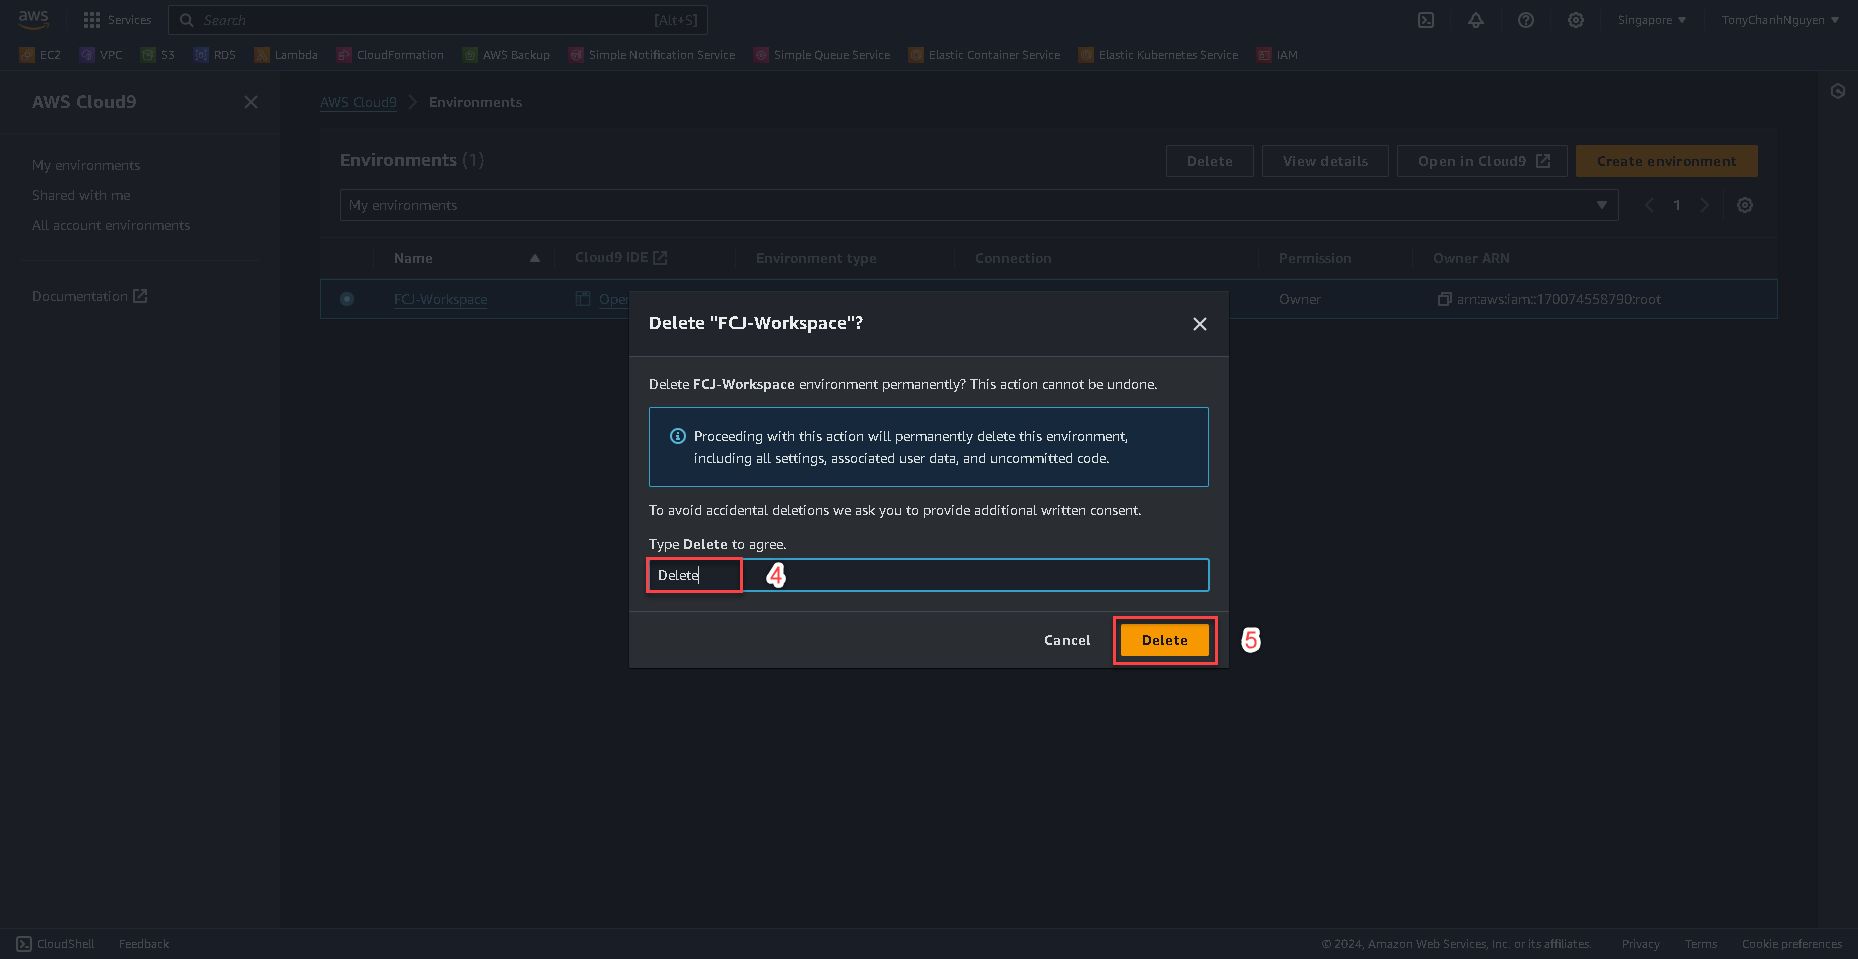 aws
Services
Search
[Alt+S]
Singapore
TonyChanhNguyen
EC2
VPC
S3
RDS
Lambda
CloudFormation
AWS Backup
Simple Notification Service
Simple Queue Service
Elastic Container Service
Elastic Kubernetes Service
IAM
AWS Cloud9
My environments
Shared with me
All account environments
Documentation
AWS Cloud9
Environments
Environments (1)
Delete
View details
Open in Cloud9
Create environment
My environments
1
Name
Cloud9 IDE
Environment type
Connection
Permission
Owner ARN
FCJ-Workspace
Open
Owner
arn:aws:iam::170074558790:root
Delete "FCJ-Workspace"?
Delete FCJ-Workspace environment permanently? This action cannot be undone.
Proceeding with this action will permanently delete this environment,
including all settings, associated user data, and uncommitted code.
To avoid accidental deletions we ask you to provide additional written consent.
Type Delete to agree.
Delete
4
Cancel
Delete
5
CloudShell
Feedback
© 2024, Amazon Web Services, Inc. or its affiliates.
Privacy
Terms
Cookie preferences